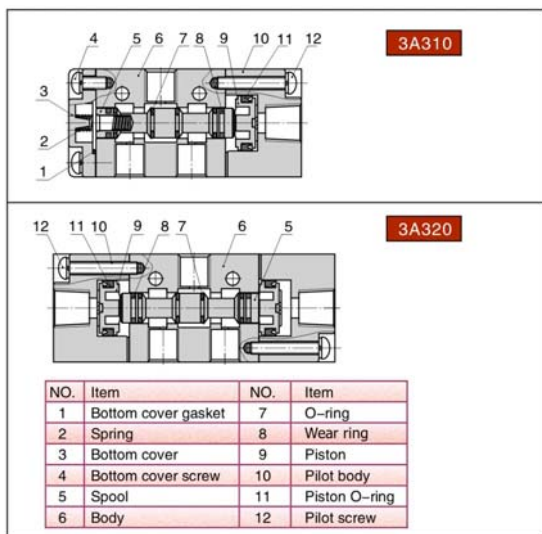 4 5 6 7 8 9 10 11 12
3A310
3
2
1
12 11 10 9 8 7 6 5
3A320
NO. Item NO. Item
1 Bottom cover gasket 7 O-ring
2 Spring 8 Wear ring
3 Bottom cover 9 Piston
4 Bottom cover screw 10 Pilot body
5 Spool 11 Piston O-ring
6 Body 12 Pilot screw